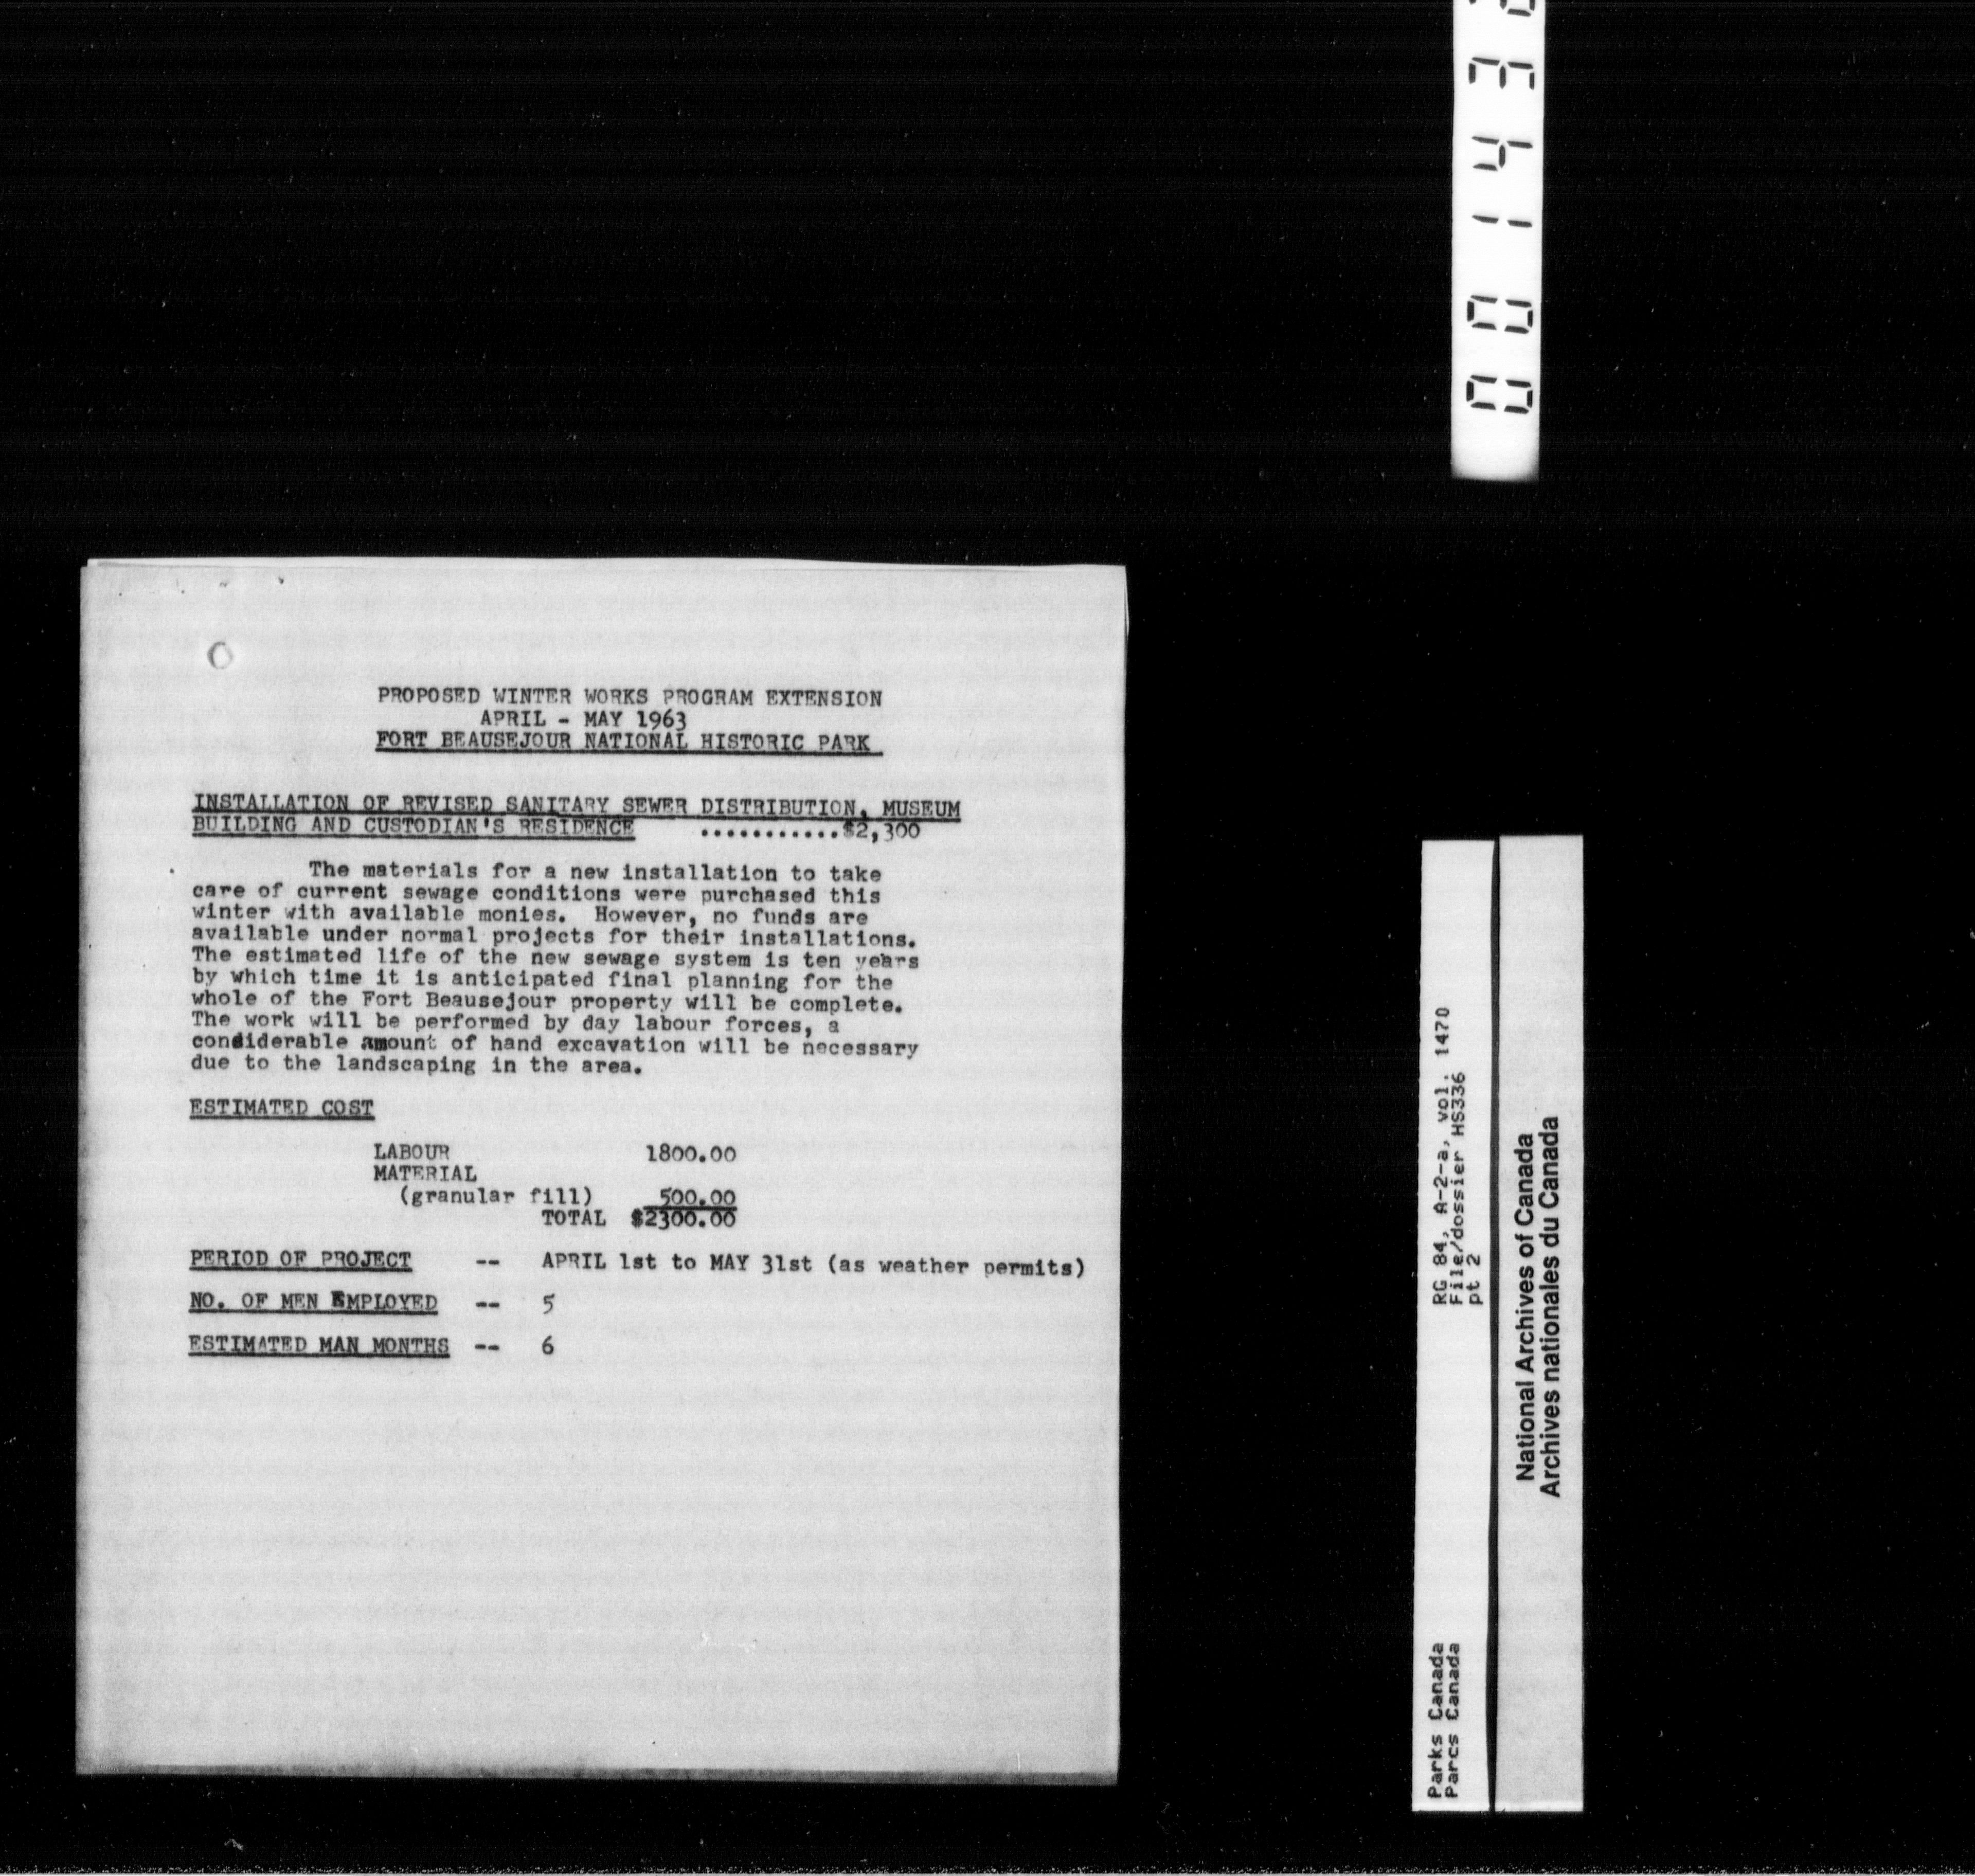 PROPOSED WINTER WORKS PROGRAM EXTENSION
APRIL - MAY 1963
FORT BEAUSEJOUR NATIONAL HISTORIC PARK
INSTALLATION OF REVISED SANITARY SEWER DISTRIBUTION, MUSEUM
BUILDING AND CUSTODIAN'S RESIDENCE ...........$2,300
The materials for a new installation to take
care of current sewage conditions were purchased this
winter with available monies. However, no funds are
available under normal projects for their installations.
The estimated life of the new sewage system is ten years
by which time it is anticipated final planning for the
whole of the Fort Beausejour property will be complete.
The work will be performed by day labour forces, a
condiderable amount of hand excavation will be necessary
due to the landscaping in the area.
ESTIMATED COST
LABOUR 1800.00
MATERIAL
(granular fill) 500.00
TOTAL $2300.00
PERIOD OF PROJECT -- APRIL 1st to MAY 31st (as weather permits)
NO. OF MEN EMPLOYED -- 5
ESTIMATED MAN MONTHS -- 6
Parks Canada RG 84, A-2-a, vol. 1470
Parcs Canada File/dossier HS336
pt 2
National Archives of Canada
Archives nationales du Canada